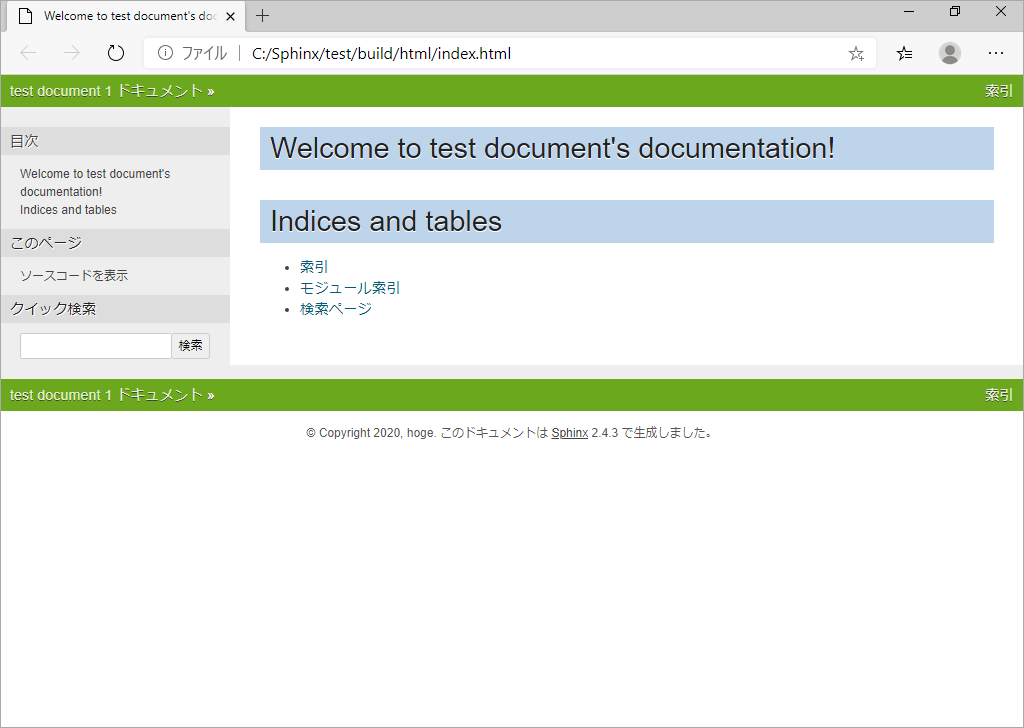 Welcome to test document's doc
ファイル
C:/Sphinx/test/build/html/index.html
test document 1 ドキュメント »
索引
目次
Welcome to test document's
documentation!
Indices and tables
このページ
ソースコードを表示
クイック検索
検索
Welcome to test document's documentation!
Indices and tables
索引
モジュール索引
検索ページ
test document 1 ドキュメント »
索引
© Copyright 2020, hoge. このドキュメントは Sphinx 2.4.3 で生成しました。